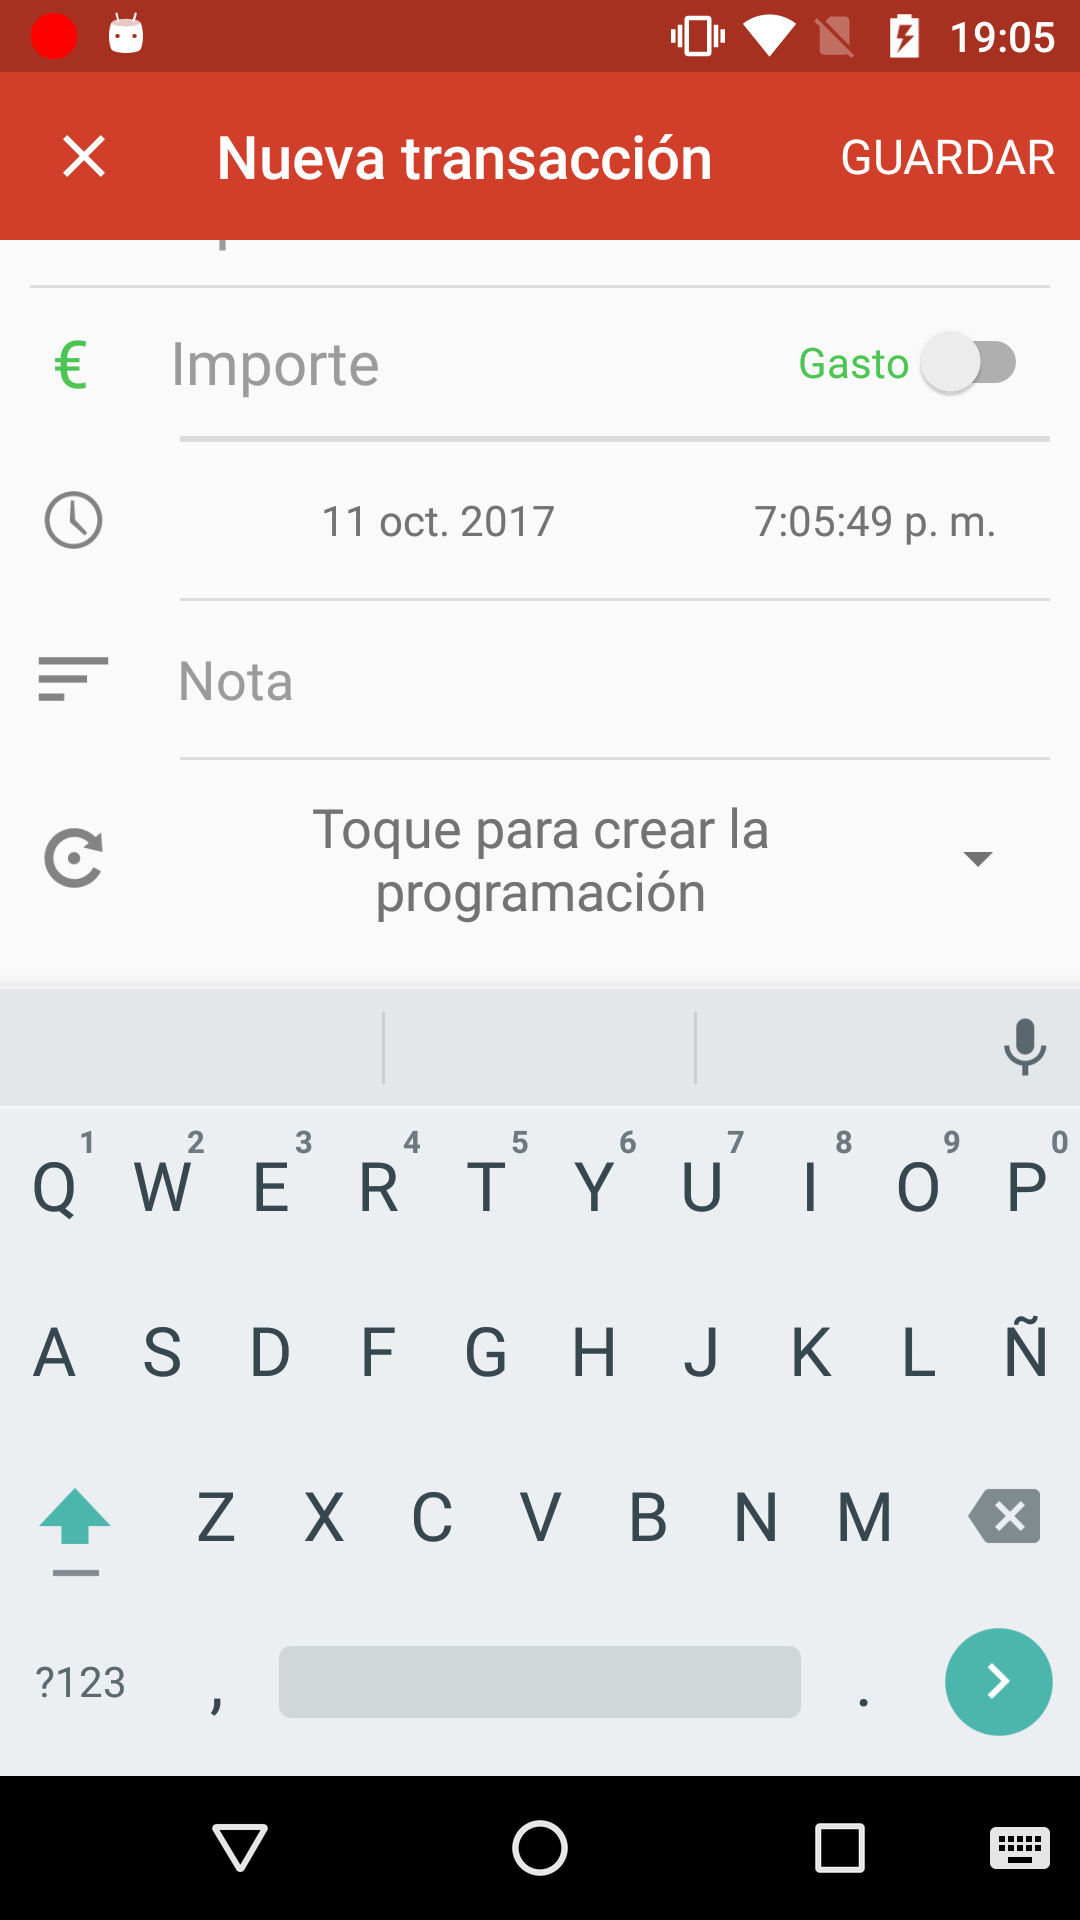 19:05
Nueva transacción
GUARDAR
€
Importe
Gasto
11 oct. 2017
7:05:49 p. m.
Nota
Toque para crear la
programación
1 2 3 4 5 6 7 8 9 0
Q W E R T Y U I O P
A S D F G H J K L Ñ
Z X C V B N M
?123 , .